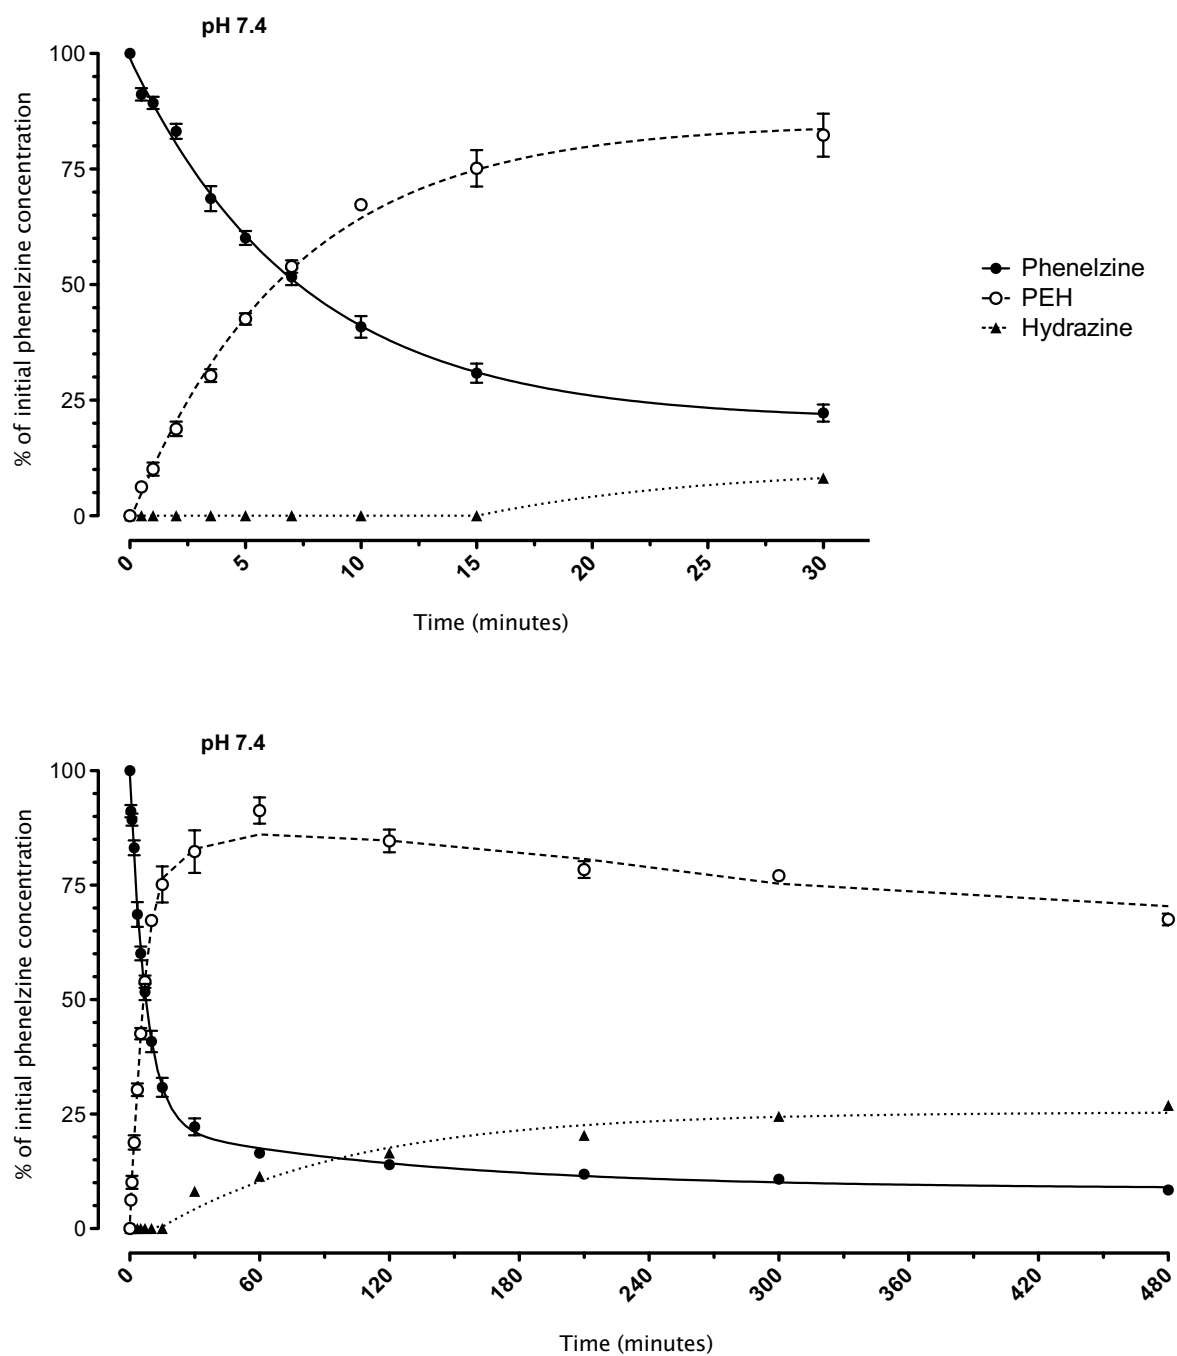 pH 7.4
% of initial phenelzine concentration
100
75
50
25
0
0 5 10 15 20 25 30
Time (minutes)
Phenelzine
PEH
Hydrazine
pH 7.4
% of initial phenelzine concentration
100
75
50
25
0
0 60 120 180 240 300 360 420 480
Time (minutes)